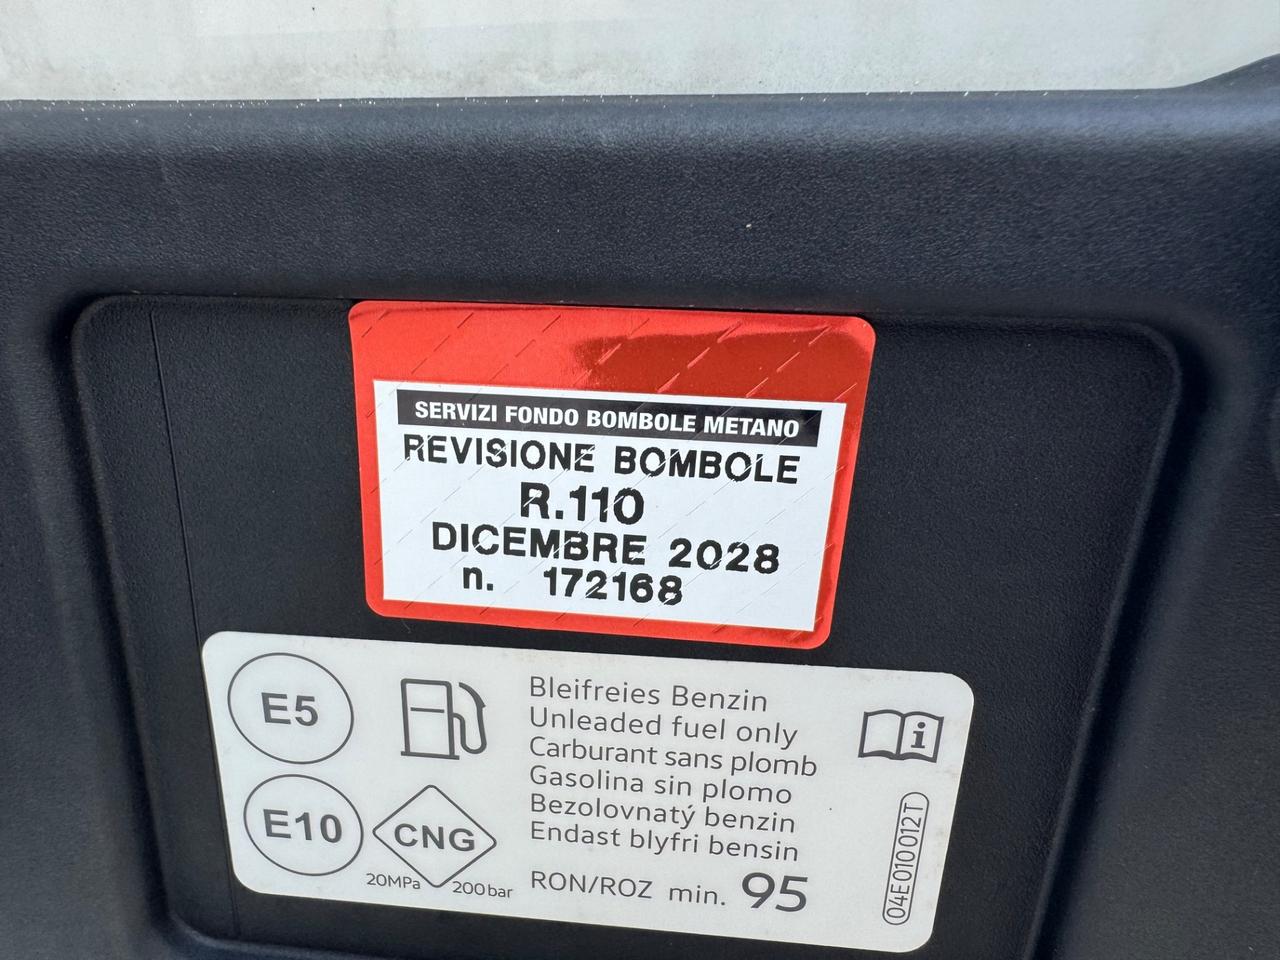 SERVIZI FONDO BOMBOLE METANO
REVISIONE BOMBOLE
R.110
DICEMBRE 2028
n. 172168
E5
E10
CNG
20MPa 200bar
Bleifreies Benzin
Unleaded fuel only
Carburant sans plomb
Gasolina sin plomo
Bezolovnatý benzin
Endast blyfri bensin
RON/ROZ min. 95
i
04E010012T